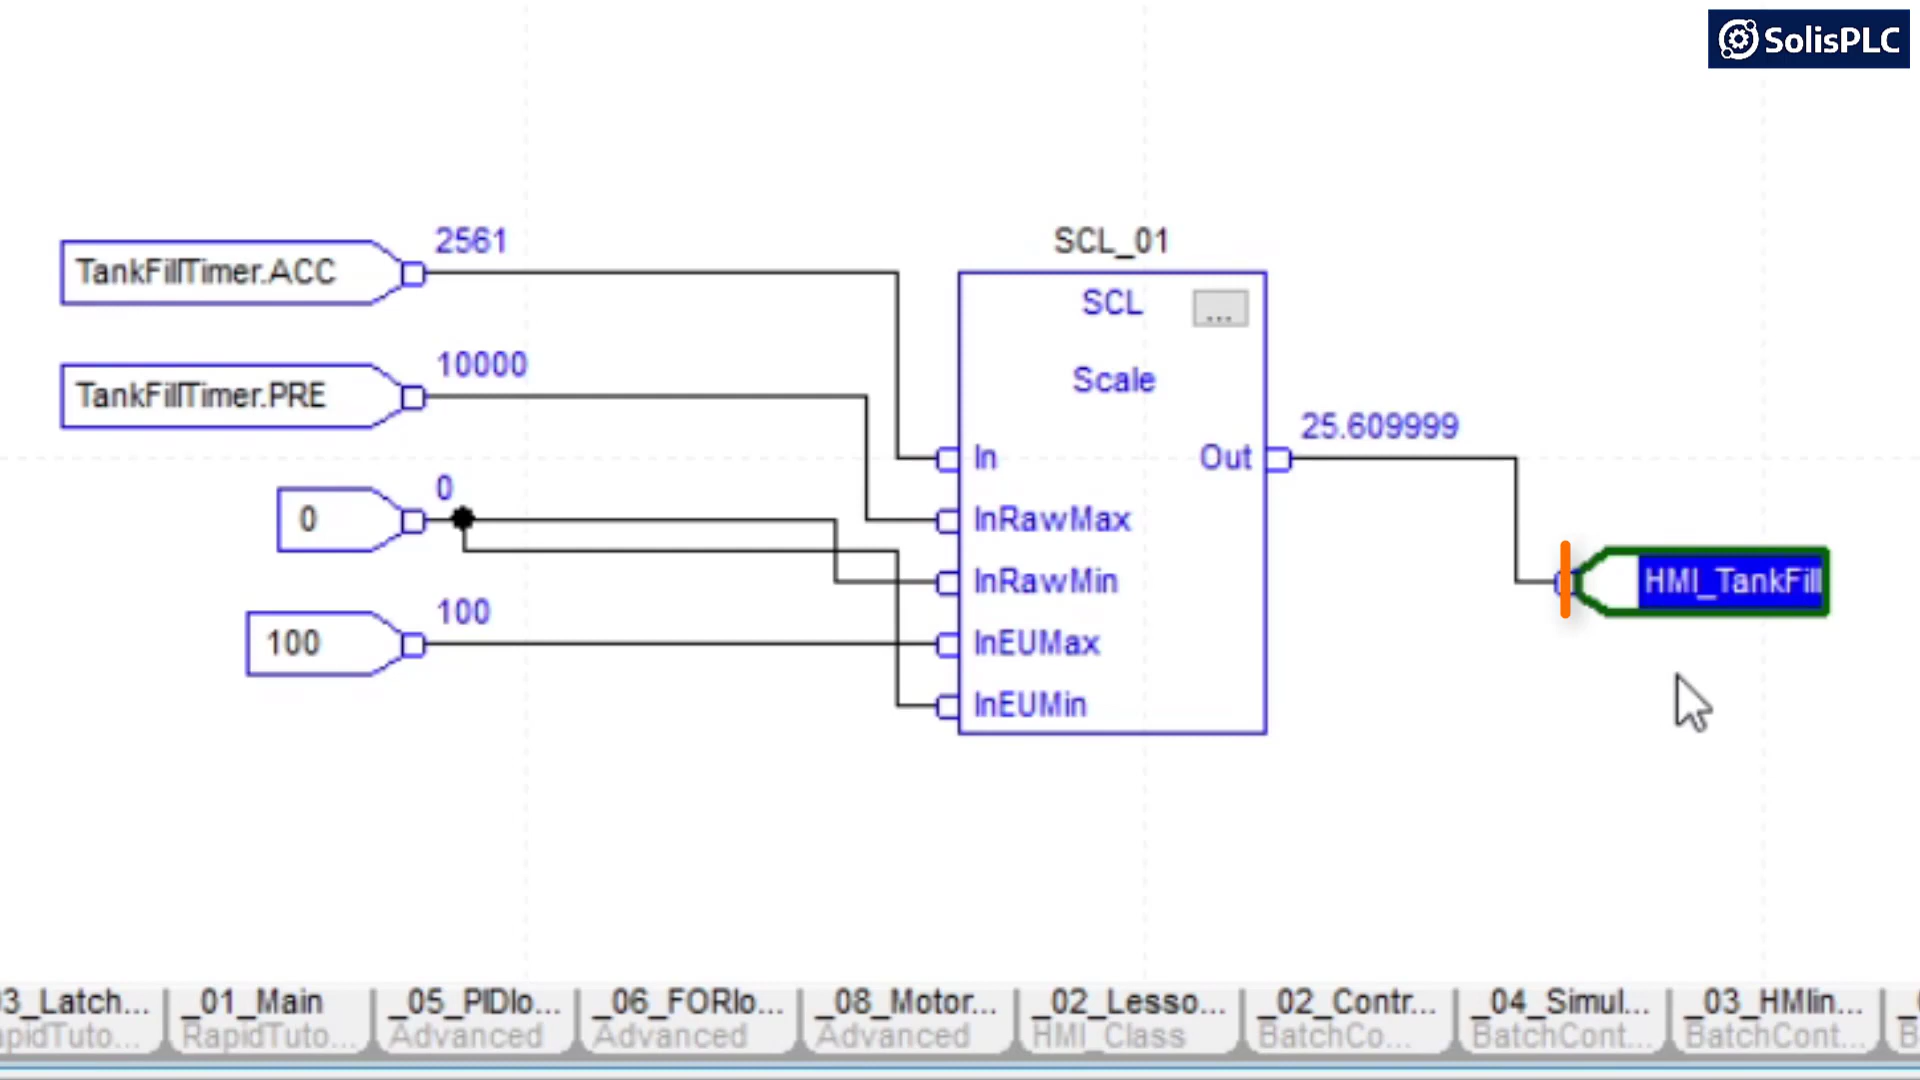 SolisPLC
2561
TankFillTimer.ACC
10000
TankFillTimer.PRE
0
0
100
100
SCL_01
SCL
...
Scale
In
Out
InRawMax
InRawMin
InEUMax
InEUMin
25.609999
HMI_TankFill
03_Latch...
_01_Main
_05_PIDlo...
_06_FORlo...
_08_Motor...
_02_Lesso...
_02_Contr...
_04_Simul...
_03_HMIin...
apidTuto...
RapidTuto...
Advanced
Advanced
Advanced
HMI_Class
BatchCo...
BatchCont...
BatchCont...